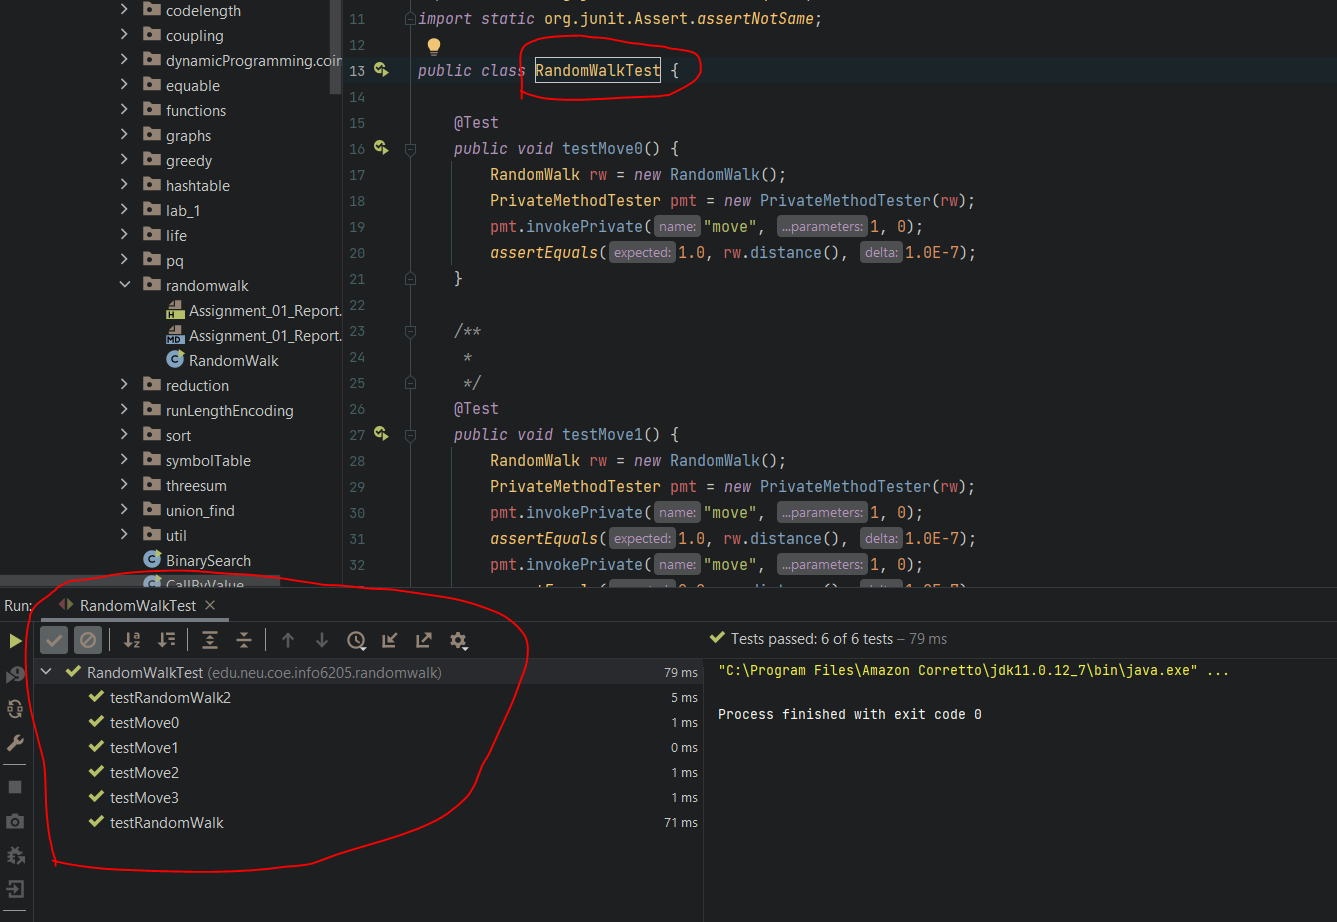 codelength
coupling
dynamicProgramming.coin
equable
functions
graphs
greedy
hashtable
lab_1
life
pq
randomwalk
Assignment_01_Report.
Assignment_01_Report.
RandomWalk
reduction
runLengthEncoding
sort
symbolTable
threesum
union_find
util
BinarySearch
CallByValue
11 import static org.junit.Assert.assertNotSame;
12
13 public class RandomWalkTest {
14
15 @Test
16 public void testMove0() {
17 RandomWalk rw = new RandomWalk();
18 PrivateMethodTester pmt = new PrivateMethodTester(rw);
19 pmt.invokePrivate( name: "move", ...parameters: 1, 0);
20 assertEquals( expected: 1.0, rw.distance(), delta: 1.0E-7);
21 }
22
23 /**
24 *
25 */
26 @Test
27 public void testMove1() {
28 RandomWalk rw = new RandomWalk();
29 PrivateMethodTester pmt = new PrivateMethodTester(rw);
30 pmt.invokePrivate( name: "move", ...parameters: 1, 0);
31 assertEquals( expected: 1.0, rw.distance(), delta: 1.0E-7);
32 pmt.invokePrivate( name: "move", ...parameters: 1, 0);
Run: RandomWalkTest
Tests passed: 6 of 6 tests – 79 ms
RandomWalkTest (edu.neu.coe.info6205.randomwalk) 79 ms
testRandomWalk2 5 ms
testMove0 1 ms
testMove1 0 ms
testMove2 1 ms
testMove3 1 ms
testRandomWalk 71 ms
"C:\Program Files\Amazon Corretto\jdk11.0.12_7\bin\java.exe" ...
Process finished with exit code 0